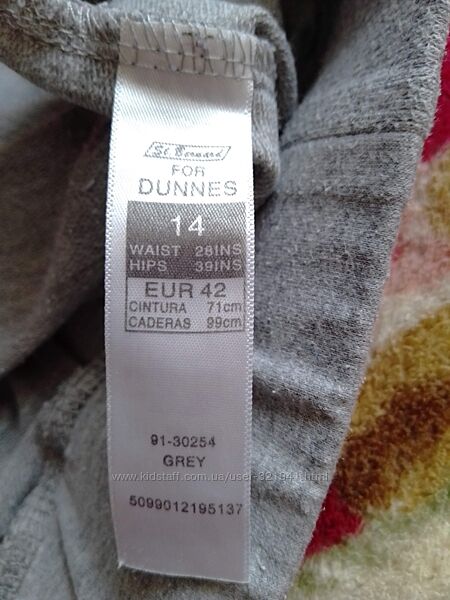 St. Bernard
FOR
DUNNES
14
WAIST 28INS
HIPS 39INS
EUR 42
CINTURA 71cm
CADERAS 99cm
91-30254
GREY
5099012195137